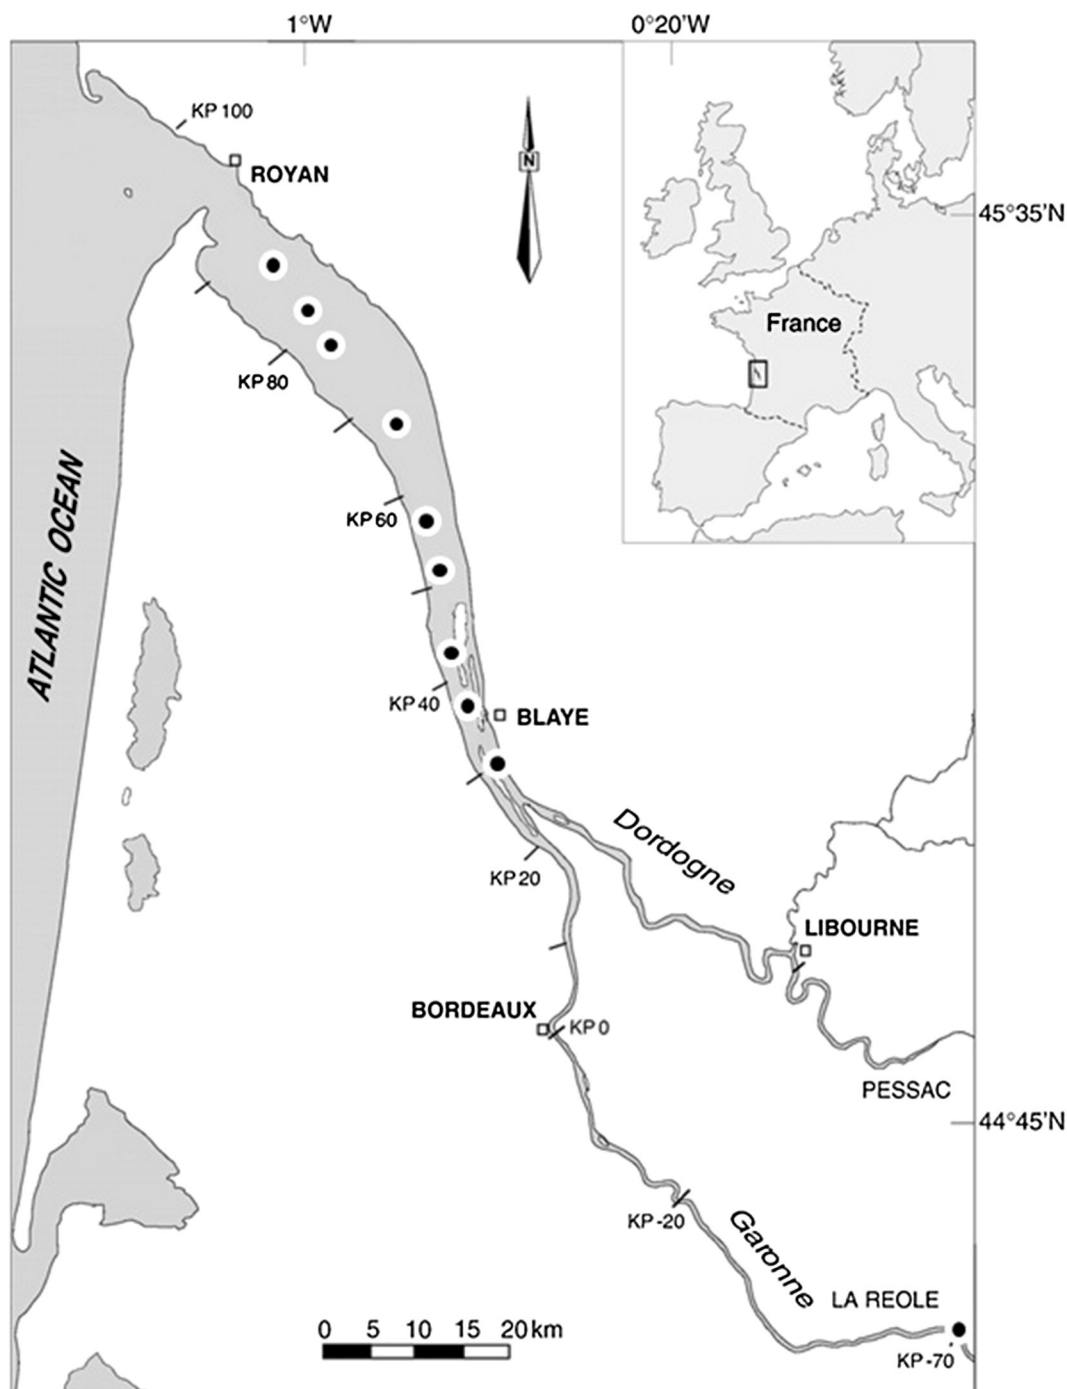 1°W
0°20'W
KP 100
N
ROYAN
45°35'N
France
KP 80
ATLANTIC OCEAN
KP 60
KP 40
BLAYE
Dordogne
KP 20
LIBOURNE
BORDEAUX
KP 0
PESSAC
44°45'N
KP -20
Garonne
LA REOLE
0 5 10 15 20 km
KP -70